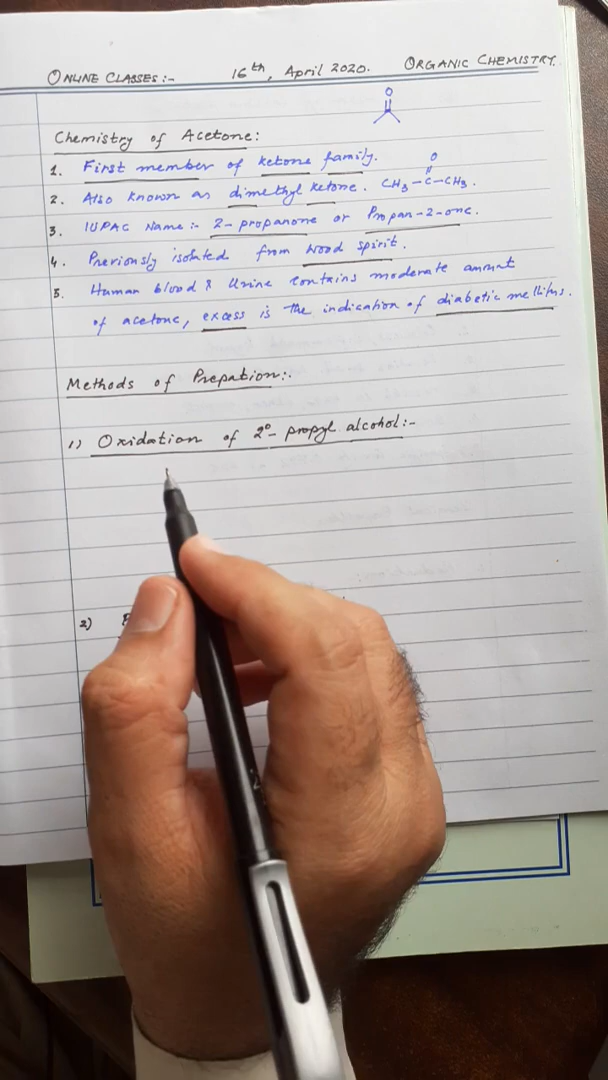 ONLINE CLASSES :- 16th, April 2020. ORGANIC CHEMISTRY.
O
Chemistry of Acetone:
1. First member of ketone family.
O
2. Also known as dimethyl ketone. CH3-C-CH3.
3. IUPAC Name :- 2-propanone or Propan-2-one.
4. Previously isolated from wood spirit.
5. Human blood & Urine contains moderate amount
of acetone, excess is the indication of diabetic mellitus.
Methods of Prepation:-
1) Oxidation of 2°- propyl alcohol:-
2)